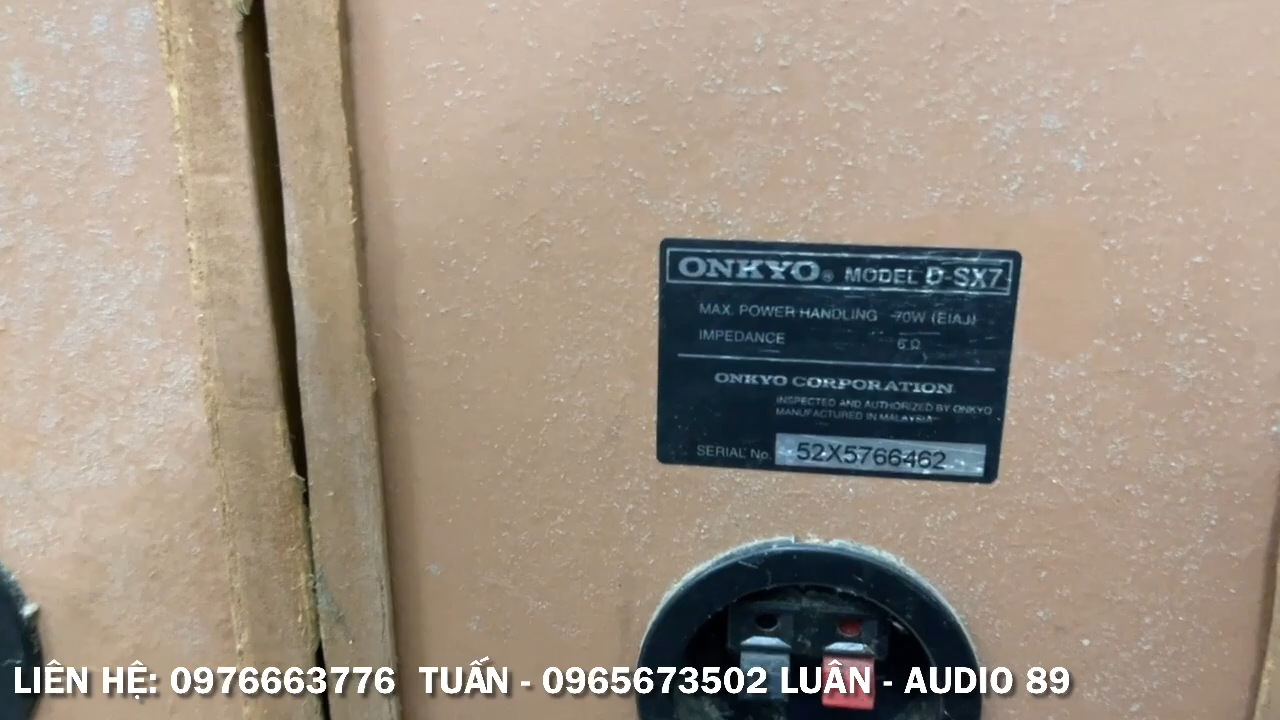 ONKYO® MODEL D-SX7
MAX. POWER HANDLING 70W (EIAJ)
IMPEDANCE 6Ω
ONKYO CORPORATION
INSPECTED AND AUTHORIZED BY ONKYO
MANUFACTURED IN MALAYSIA
SERIAL No. 52X5766462
LIÊN HỆ: 0976663776 TUẤN - 0965673502 LUÂN - AUDIO 89